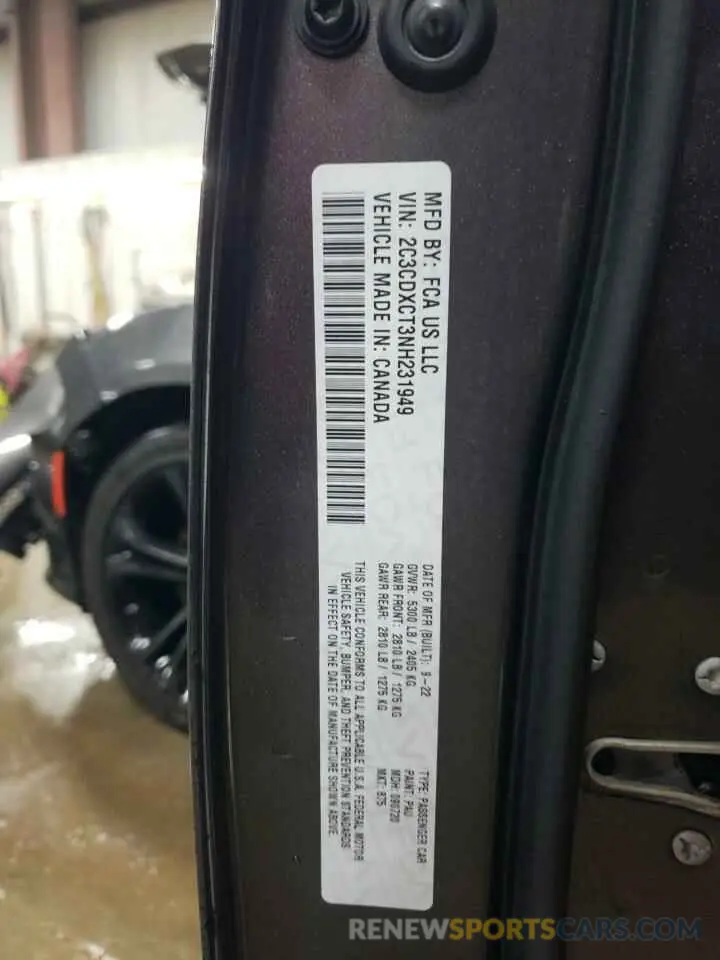 MFD BY: FCA US LLC
VIN: 2C3CDXCT3NH231949
VEHICLE MADE IN: CANADA
DATE OF MFR (BUILT): 9-22
GVWR: 5300 LB / 2405 KG
GAWR FRONT: 2810 LB / 1275 KG
GAWR REAR: 2810 LB / 1275 KG
TYPE: PASSENGER CAR
PAINT: PAU
MDH: 090720
MKT: 875
THIS VEHICLE CONFORMS TO ALL APPLICABLE U.S.A. FEDERAL MOTOR
VEHICLE SAFETY, BUMPER, AND THEFT PREVENTION STANDARDS
IN EFFECT ON THE DATE OF MANUFACTURE SHOWN ABOVE.
RENEWSPORTSCARS.COM